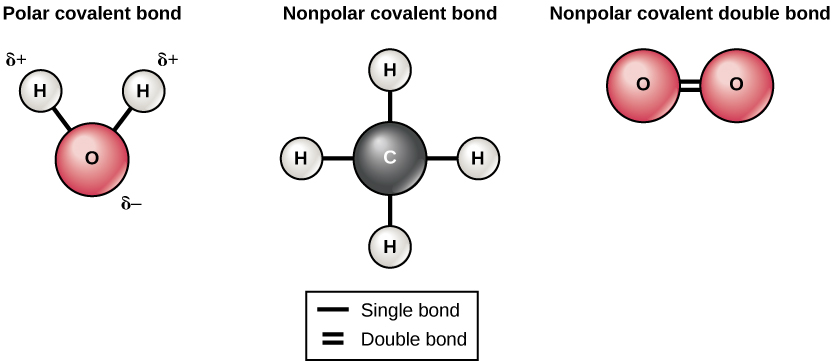 Polar covalent bond
δ+ δ+
H H
O
δ–
Nonpolar covalent bond
H
H C H
H
Nonpolar covalent double bond
O O
Single bond
Double bond